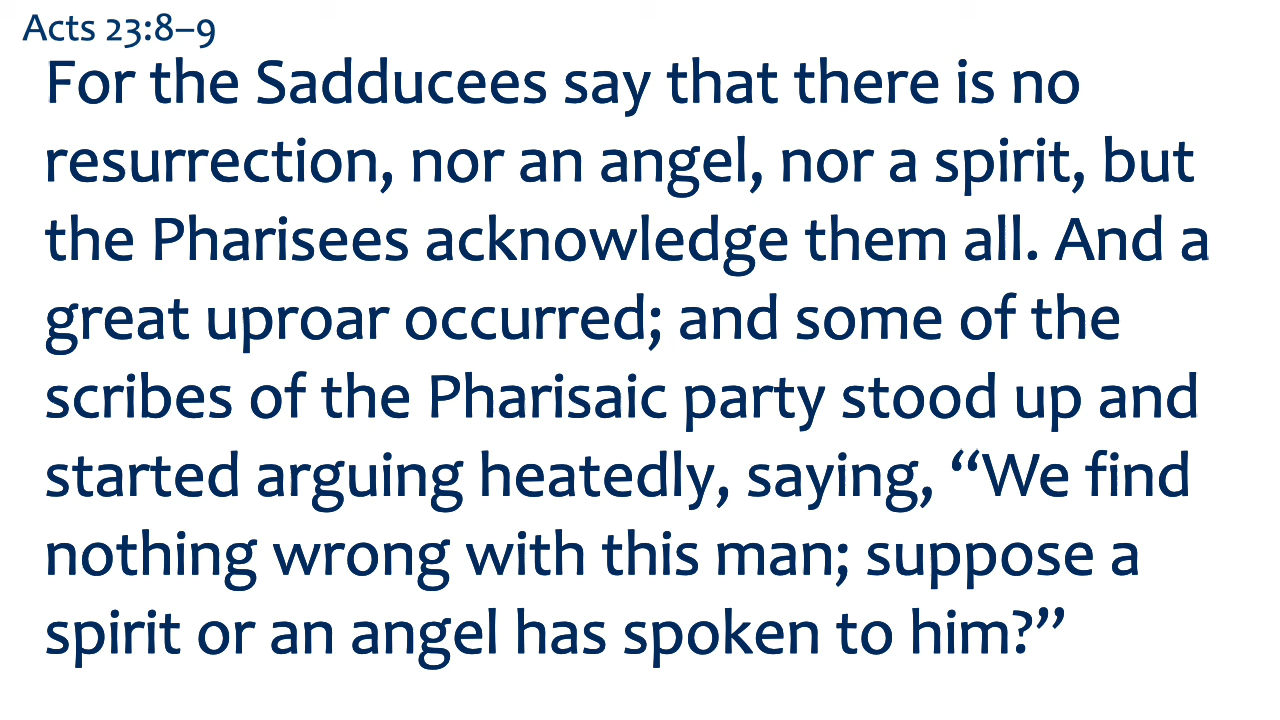 Acts 23:8–9
For the Sadducees say that there is no
resurrection, nor an angel, nor a spirit, but
the Pharisees acknowledge them all. And a
great uproar occurred; and some of the
scribes of the Pharisaic party stood up and
started arguing heatedly, saying, “We find
nothing wrong with this man; suppose a
spirit or an angel has spoken to him?”